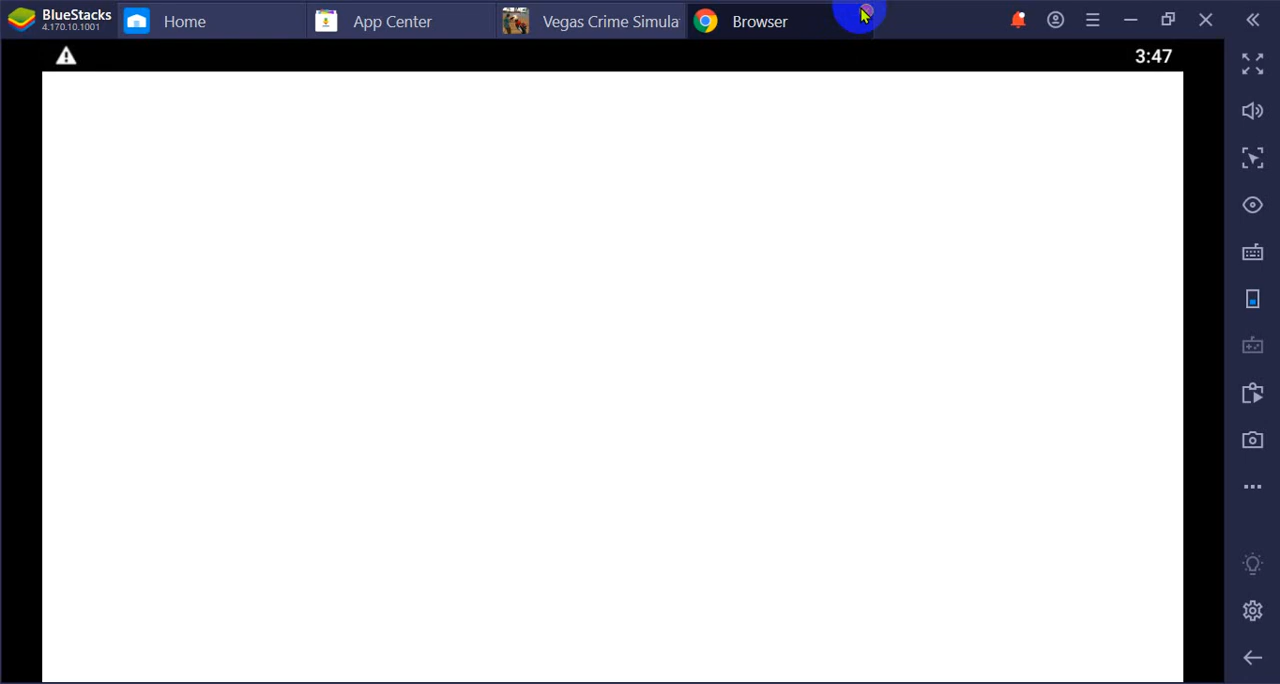 BlueStacks
4.170.10.1001
Home
App Center
Vegas Crime Simula
Browser
3:47